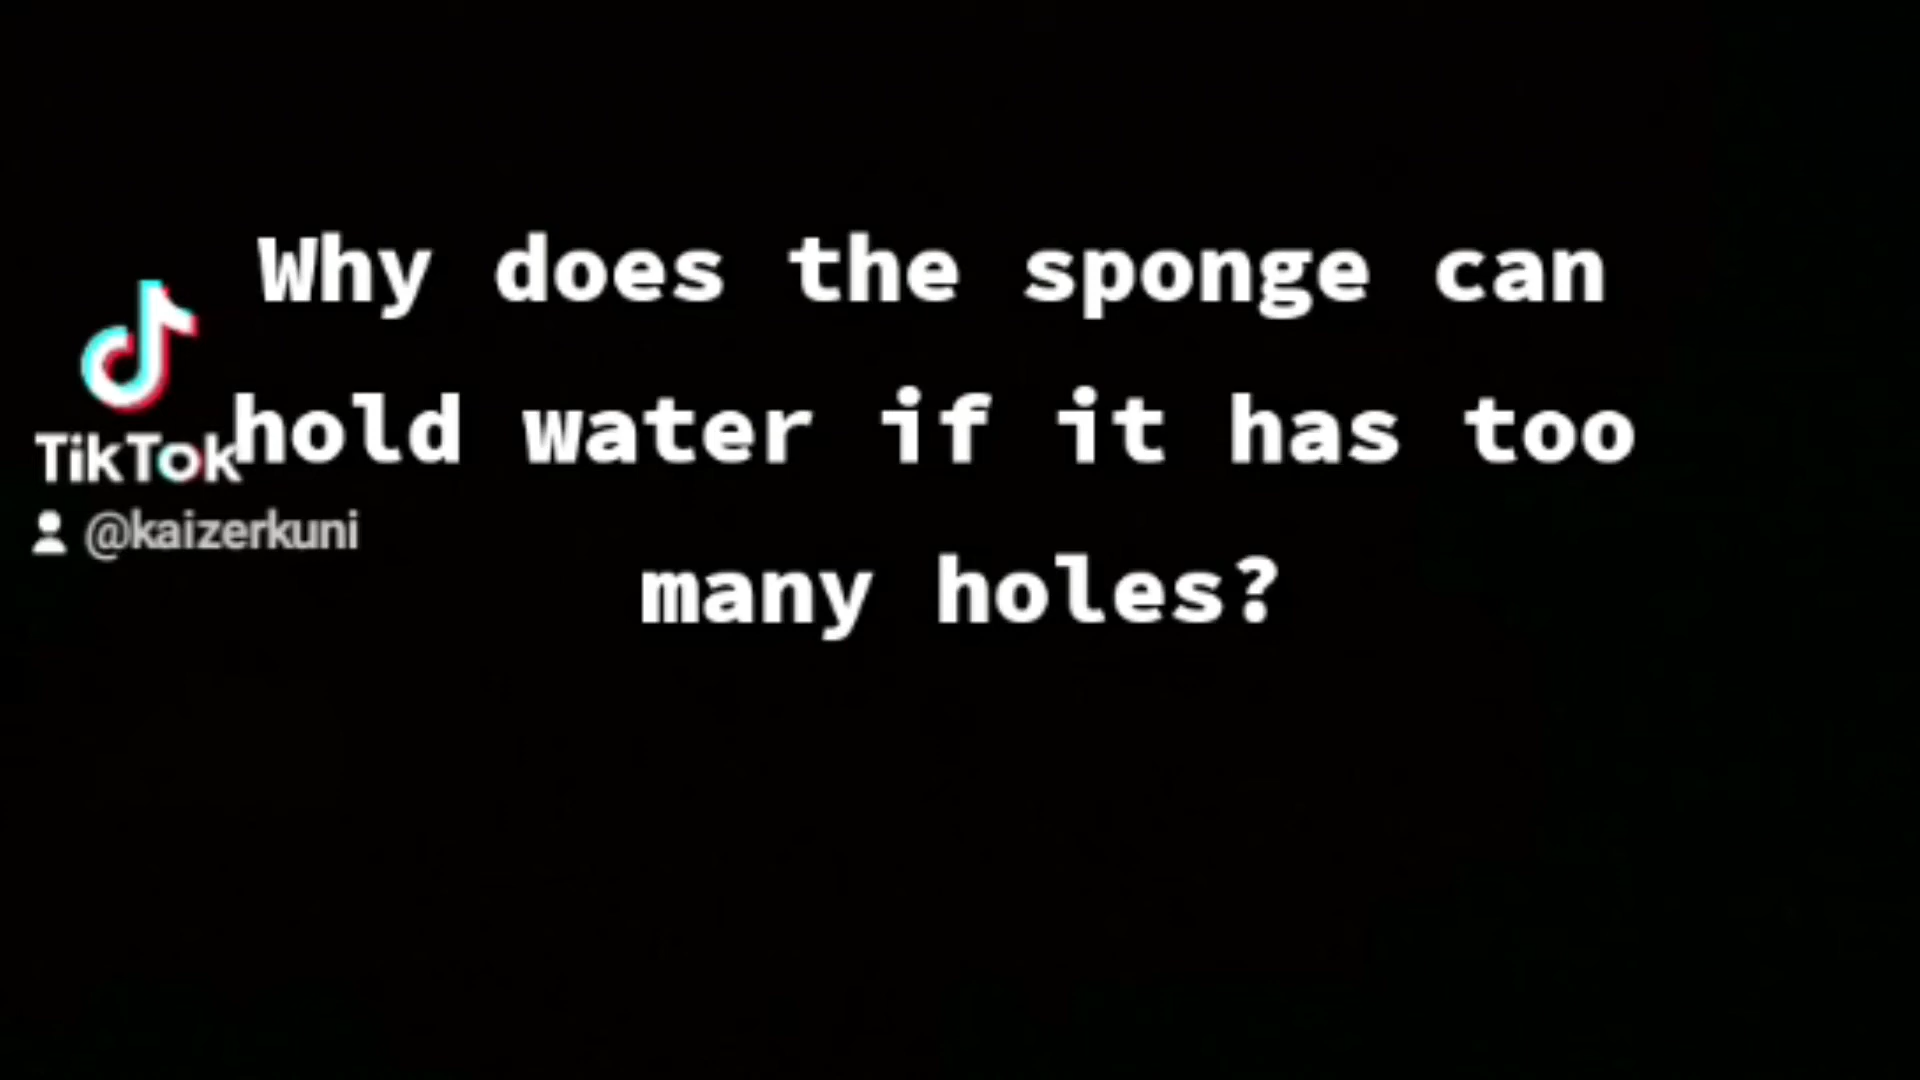 Why does the sponge can
hold water if it has too
many holes?
TikTok
@kaizerkuni